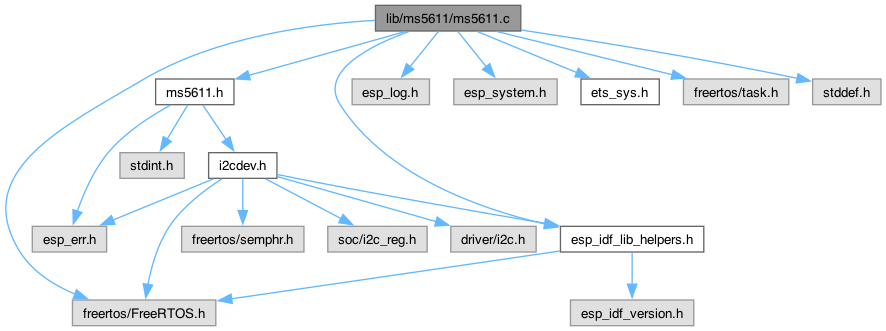 lib/ms5611/ms5611.c
ms5611.h
esp_log.h
esp_system.h
ets_sys.h
freertos/task.h
stddef.h
stdint.h
i2cdev.h
esp_err.h
freertos/semphr.h
soc/i2c_reg.h
driver/i2c.h
esp_idf_lib_helpers.h
freertos/FreeRTOS.h
esp_idf_version.h